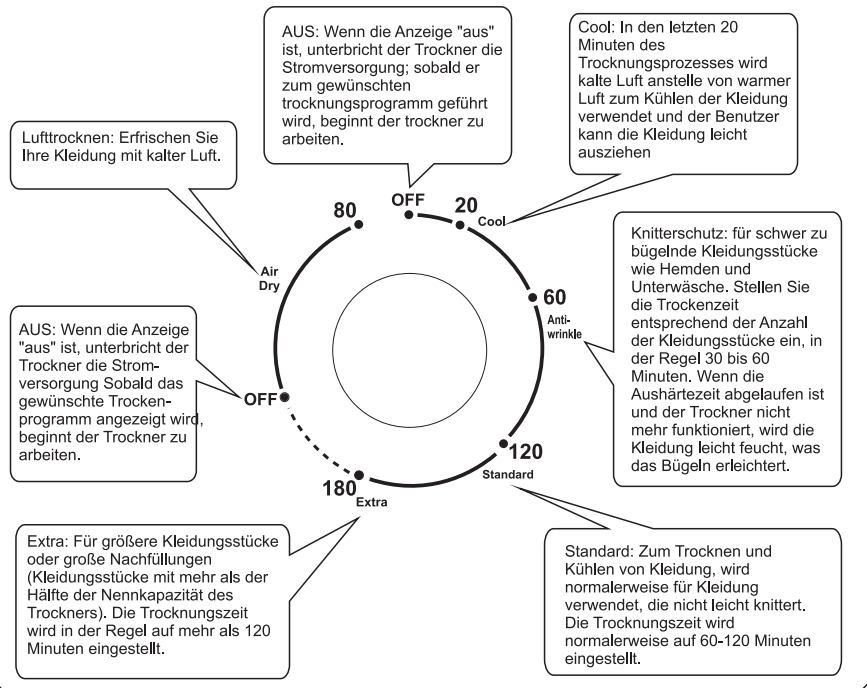 AUS: Wenn die Anzeige "aus"
ist, unterbricht der Trockner die
Stromversorgung; sobald er
zum gewünschten
trocknungsprogramm geführt
wird, beginnt der trockner zu
arbeiten.
Cool: In den letzten 20
Minuten des
Trocknungsprozesses wird
kalte Luft anstelle von warmer
Luft zum Kühlen der Kleidung
verwendet und der Benutzer
kann die Kleidung leicht
ausziehen
Lufttrocknen: Erfrischen Sie
Ihre Kleidung mit kalter Luft.
80
OFF
20
Cool
Air
Dry
60
Anti-
wrinkle
Knitterschutz: für schwer zu
bügelnde Kleidungsstücke
wie Hemden und
Unterwäsche. Stellen Sie
die Trockenzeit
entsprechend der Anzahl
der Kleidungsstücke ein, in
der Regel 30 bis 60
Minuten. Wenn die
Aushärtezeit abgelaufen ist
und der Trockner nicht
mehr funktioniert, wird die
Kleidung leicht feucht, was
das Bügeln erleichtert.
AUS: Wenn die Anzeige
"aus" ist, unterbricht der
Trockner die Strom-
versorgung Sobald das
gewünschte Trocken-
programm angezeigt wird,
beginnt der Trockner zu
arbeiten.
OFF
120
Standard
180
Extra
Extra: Für größere Kleidungsstücke
oder große Nachfüllungen
(Kleidungsstücke mit mehr als der
Hälfte der Nennkapazität des
Trockners). Die Trocknungszeit
wird in der Regel auf mehr als 120
Minuten eingestellt.
Standard: Zum Trocknen und
Kühlen von Kleidung, wird
normalerweise für Kleidung
verwendet, die nicht leicht knittert.
Die Trocknungszeit wird
normalerweise auf 60-120 Minuten
eingestellt.